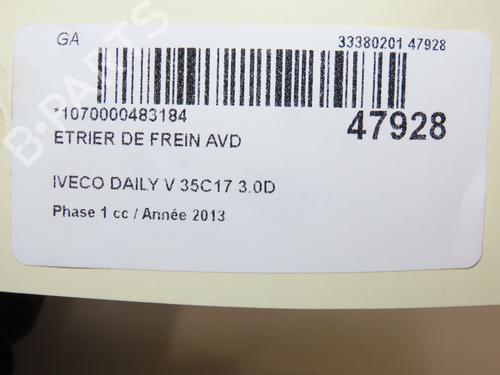 GA
33380201 47928
*1070000483184
47928
ETRIER DE FREIN AVD
IVECO DAILY V 35C17 3.0D
Phase 1 cc / Année 2013
B-PARTS